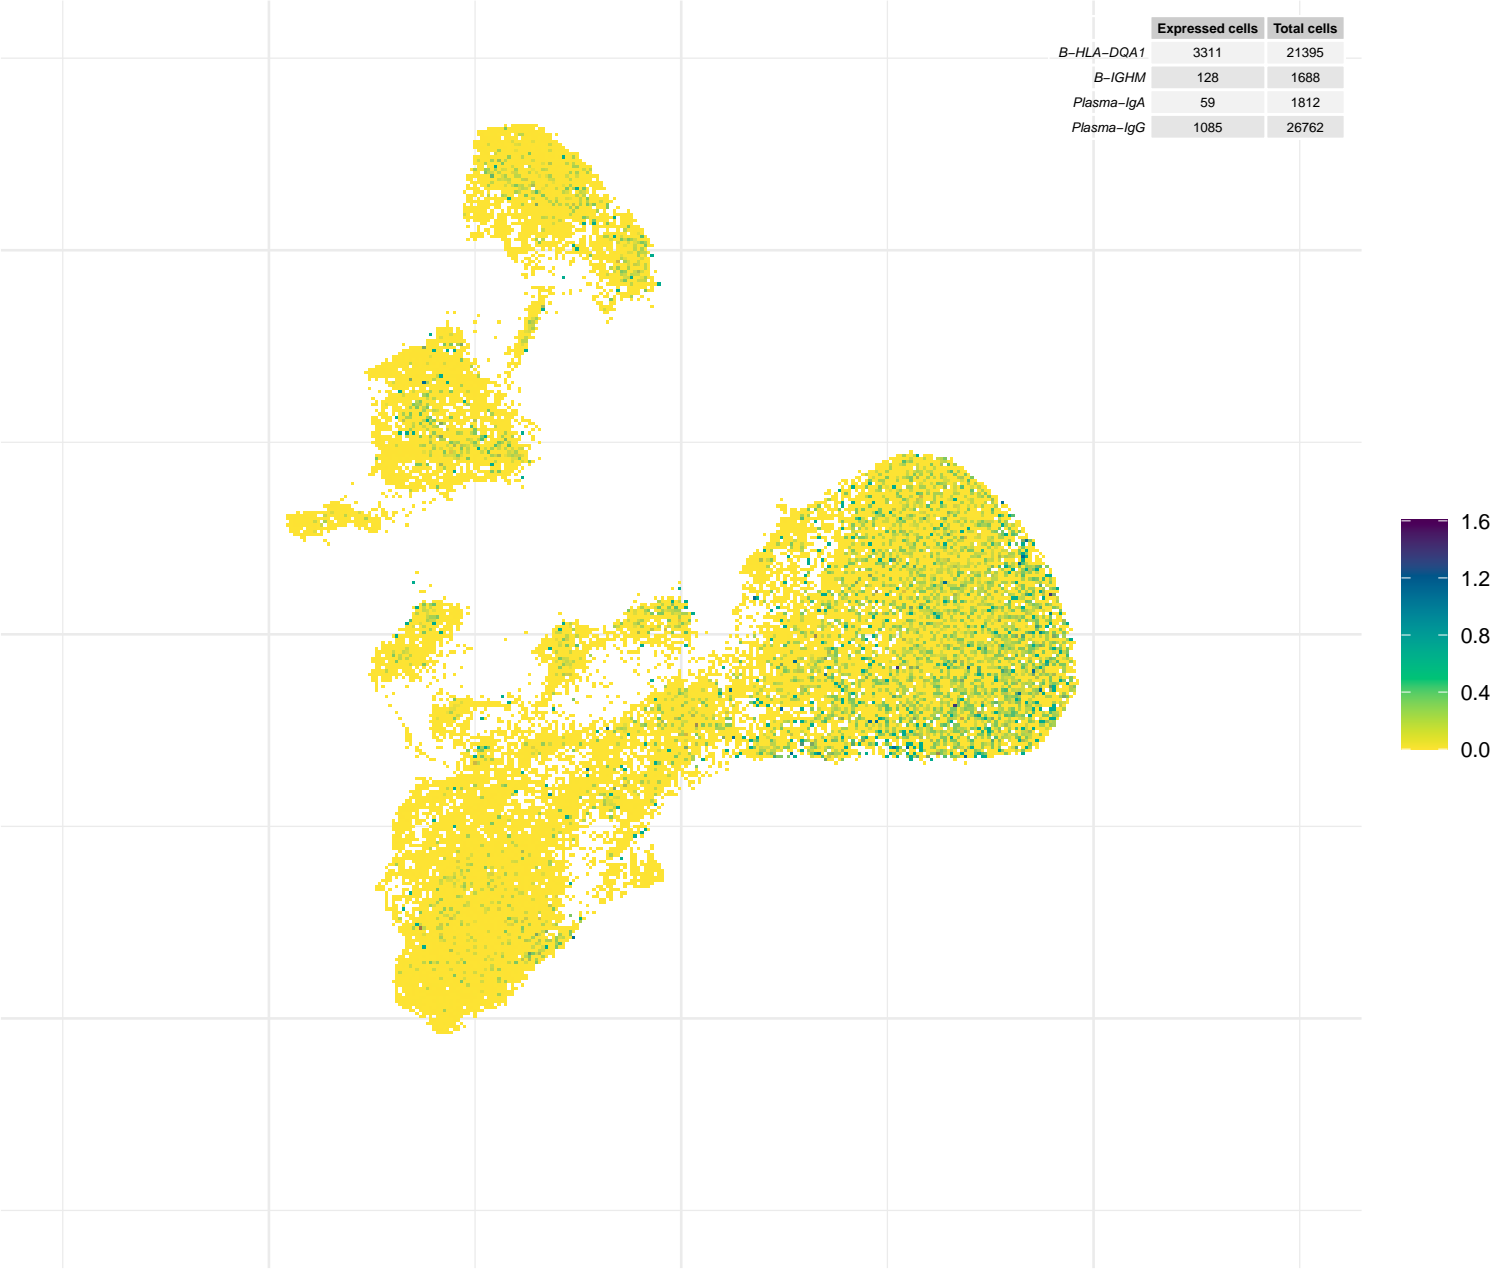 Expressed cells Total cells
B−HLA−DQA1 3311 21395
B−IGHM 128 1688
Plasma−IgA 59 1812
Plasma−IgG 1085 26762
1.6
1.2
0.8
0.4
0.0